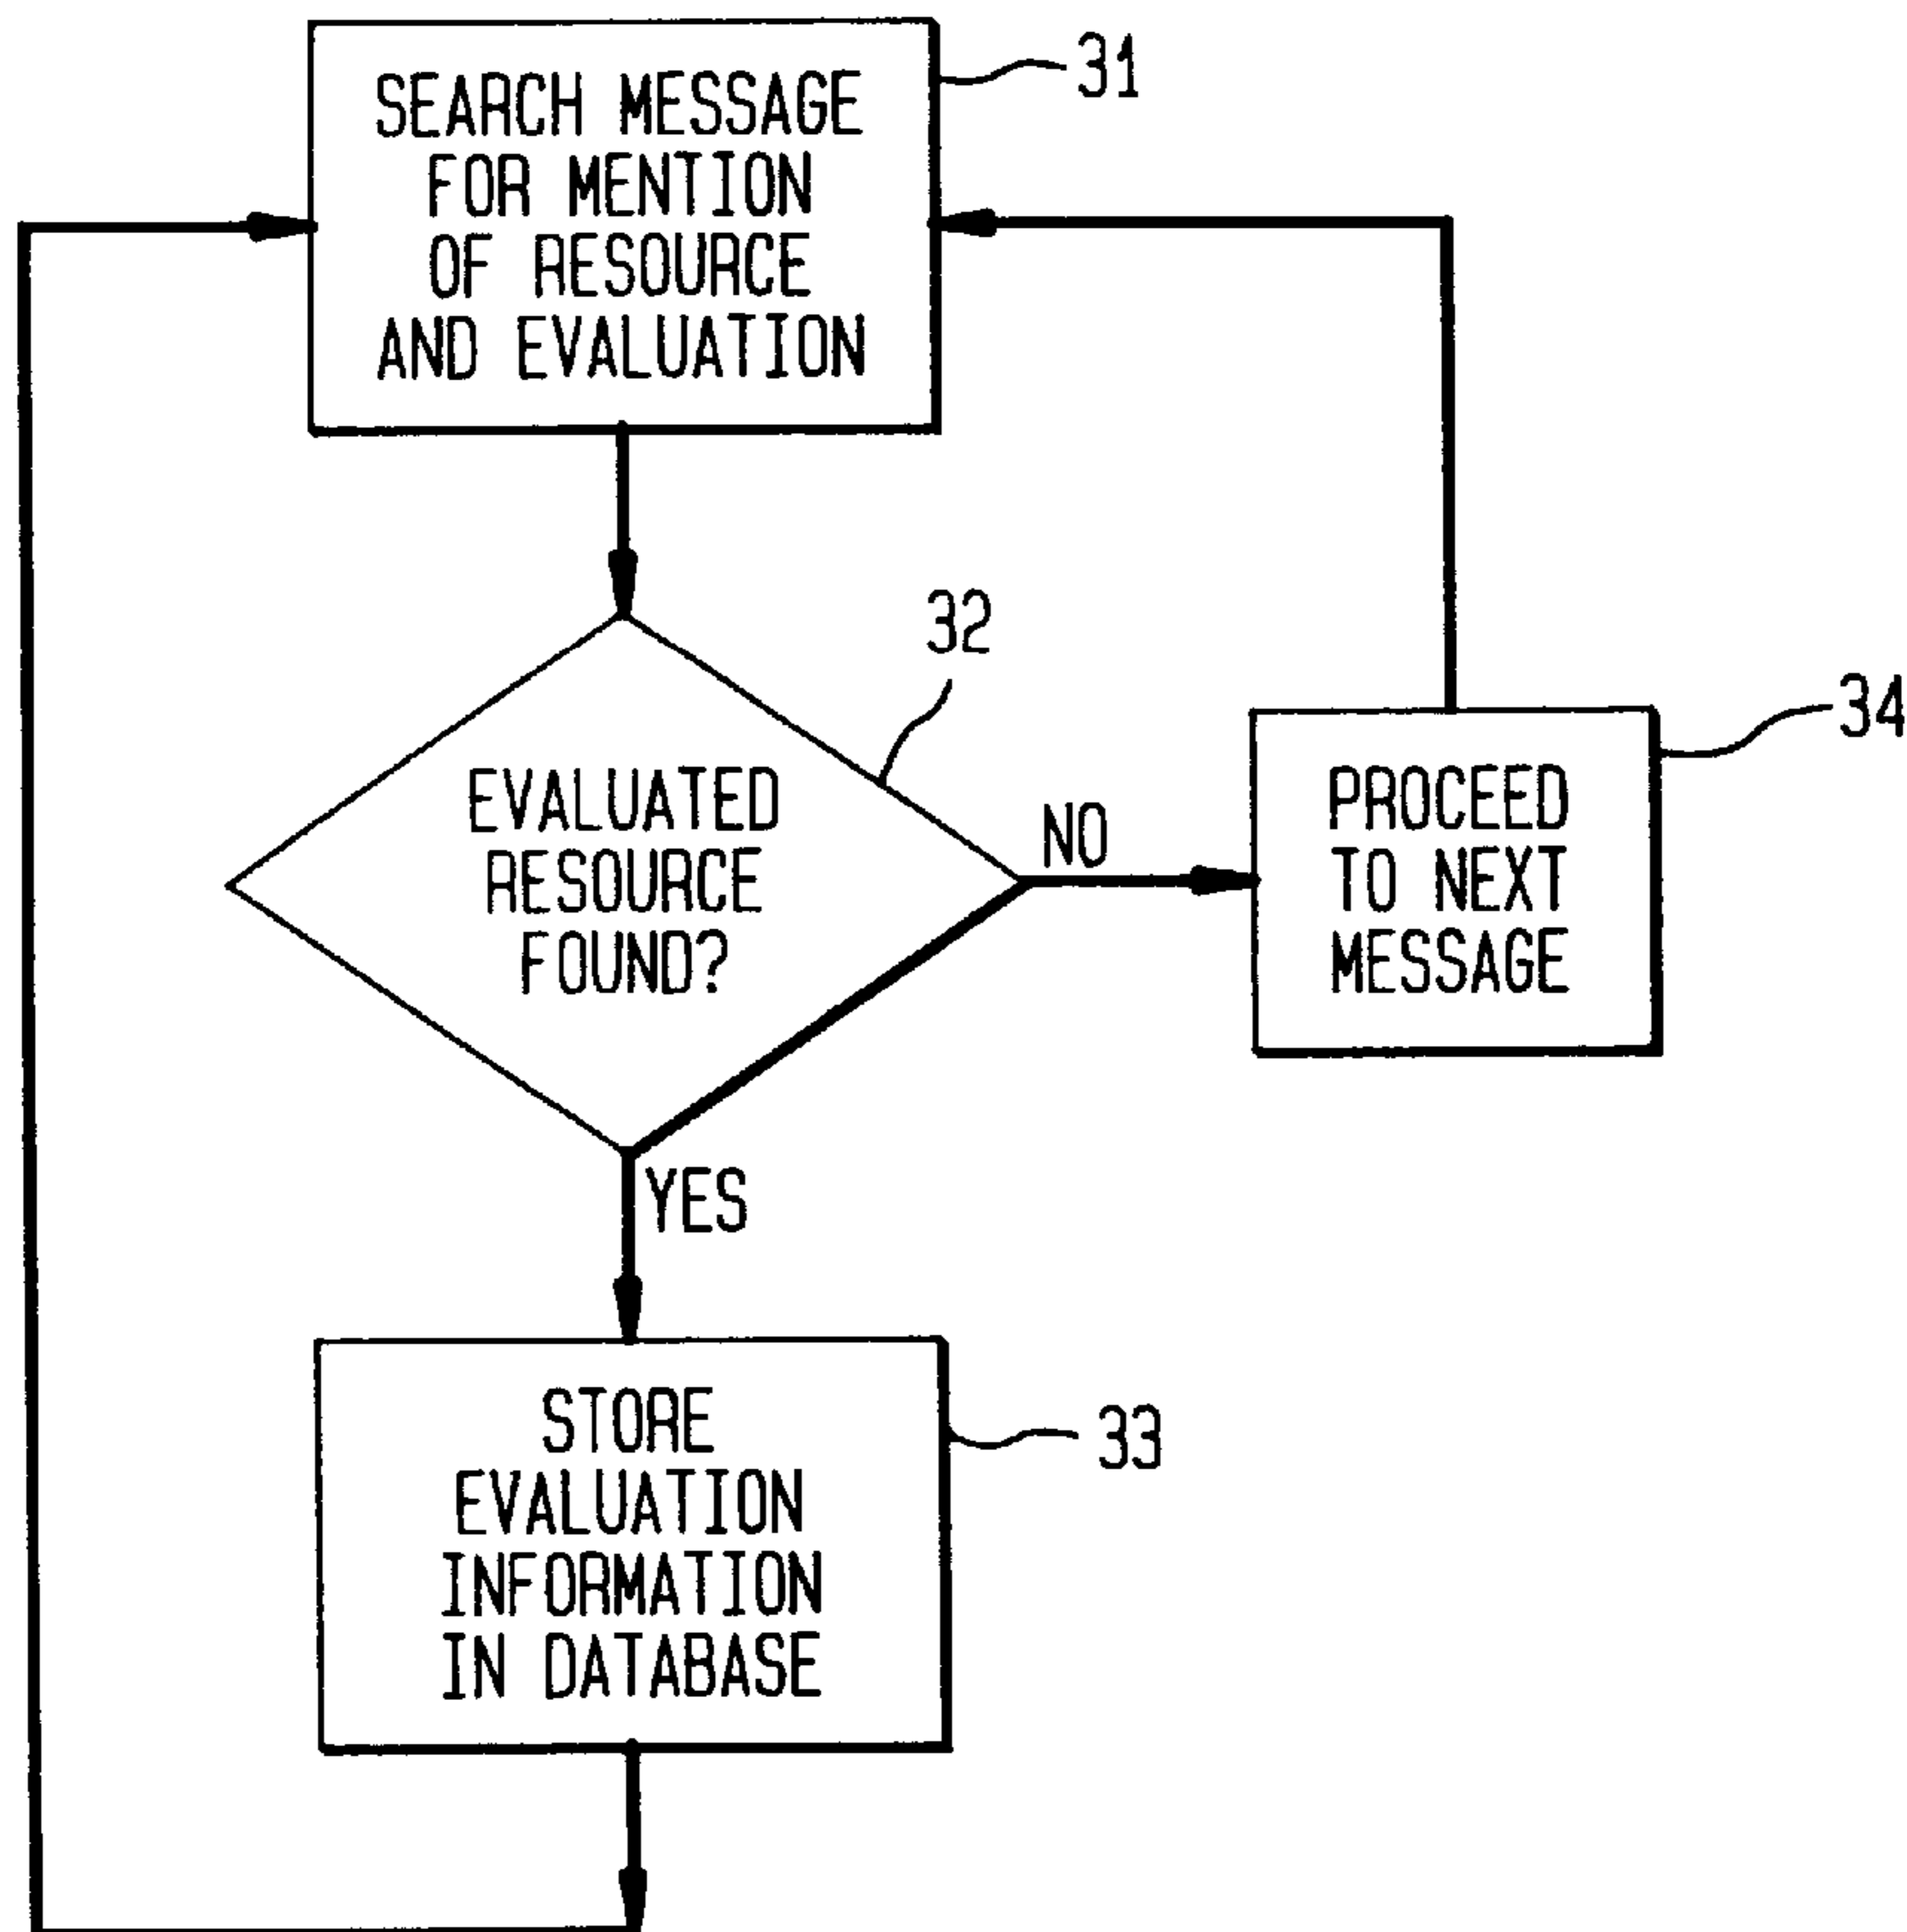 31
SEARCH MESSAGE
FOR MENTION
OF RESOURCE
AND EVALUATION
32
EVALUATED
RESOURCE
FOUND?
NO
34
PROCEED
TO NEXT
MESSAGE
YES
33
STORE
EVALUATION
INFORMATION
IN DATABASE